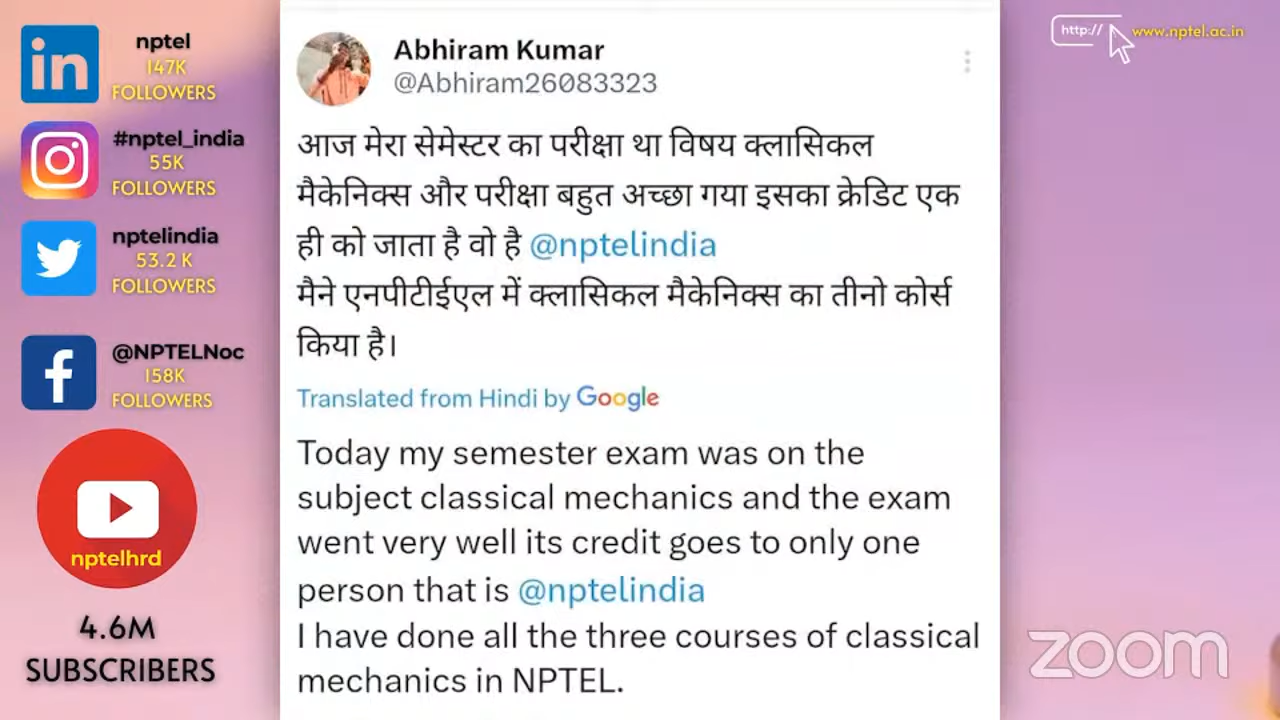 nptel
147K
FOLLOWERS
#nptel_india
55K
FOLLOWERS
nptelindia
53.2 K
FOLLOWERS
@NPTELNoc
158K
FOLLOWERS
nptelhrd
4.6M
SUBSCRIBERS
Abhiram Kumar
@Abhiram26083323
आज मेरा सेमेस्टर का परीक्षा था विषय क्लासिकल
मैकेनिक्स और परीक्षा बहुत अच्छा गया इसका क्रेडिट एक
ही को जाता है वो है @nptelindia
मैने एनपीटीईएल में क्लासिकल मैकेनिक्स का तीनो कोर्स
किया है।
Translated from Hindi by Google
Today my semester exam was on the
subject classical mechanics and the exam
went very well its credit goes to only one
person that is @nptelindia
I have done all the three courses of classical
mechanics in NPTEL.
http:// www.nptel.ac.in
zoom